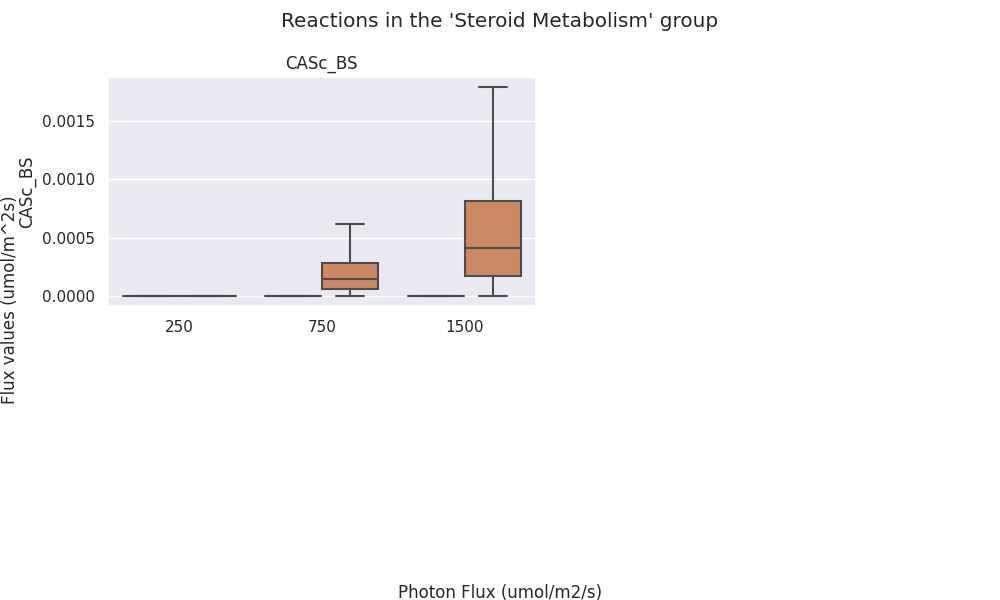 Reactions in the 'Steroid Metabolism' group
CASc_BS
0.0015
0.0010
0.0005
0.0000
CASc_BS
Flux values (umol/m^2s)
250
750
1500
Photon Flux (umol/m2/s)